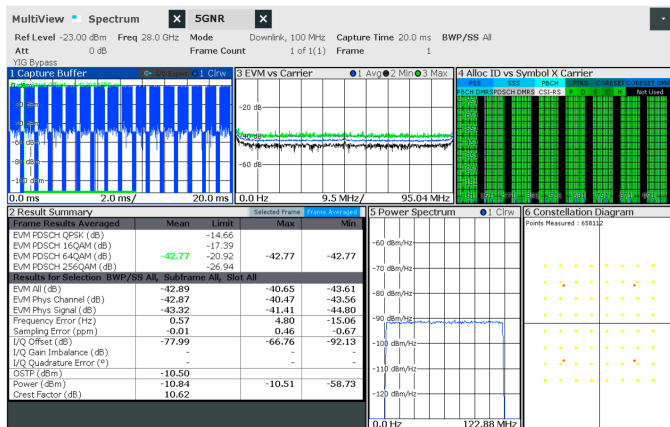 MultiView Spectrum X 5GNR X
Ref Level -23.00 dBm Freq 28.0 GHz Mode Downlink, 100 MHz Capture Time 20.0 ms BWP/SS All
Att 0 dB Frame Count 1 of 1(1) Frame 1
YIG Bypass
1 Capture Buffer 1 Clrw
0.0 ms 2.0 ms/ 20.0 ms
3 EVM vs Carrier 1 Avg 2 Min 3 Max
-20 dB
-40 dB
-60 dB
0.0 Hz 9.5 MHz/ 95.04 MHz
4 Alloc ID vs Symbol X Carrier
PSS SSS PBCH PTRS CORESET CORESET DMRS
PBCH DMRS PDSCH DMRS CSI-RS P D S C H Not Used
2 Result Summary Selected Frame Frame Averaged
Frame Results Averaged Mean Limit Max Min
EVM PDSCH QPSK (dB) -14.66
EVM PDSCH 16QAM (dB) -17.39
EVM PDSCH 64QAM (dB) -42.77 -20.92 -42.77 -42.77
EVM PDSCH 256QAM (dB) -26.94
Results for Selection BWP/SS All, Subframe All, Slot All
EVM All (dB) -42.89 -40.65 -43.61
EVM Phys Channel (dB) -42.87 -40.47 -43.56
EVM Phys Signal (dB) -43.32 -41.41 -44.80
Frequency Error (Hz) 0.57 4.80 -15.06
Sampling Error (ppm) -0.01 0.46 -0.67
I/Q Offset (dB) -77.99 -66.76 -92.13
I/Q Gain Imbalance (dB) - - -
I/Q Quadrature Error (º) - - -
OSTP (dBm) -10.50
Power (dBm) -10.84 -10.51 -58.73
Crest Factor (dB) 10.62
5 Power Spectrum 1 Clrw
-60 dBm/Hz
-70 dBm/Hz
-80 dBm/Hz
-90 dBm/Hz
-100 dBm/Hz
-110 dBm/Hz
-120 dBm/Hz
0.0 Hz 122.88 MHz
6 Constellation Diagram
Points Measured : 658112